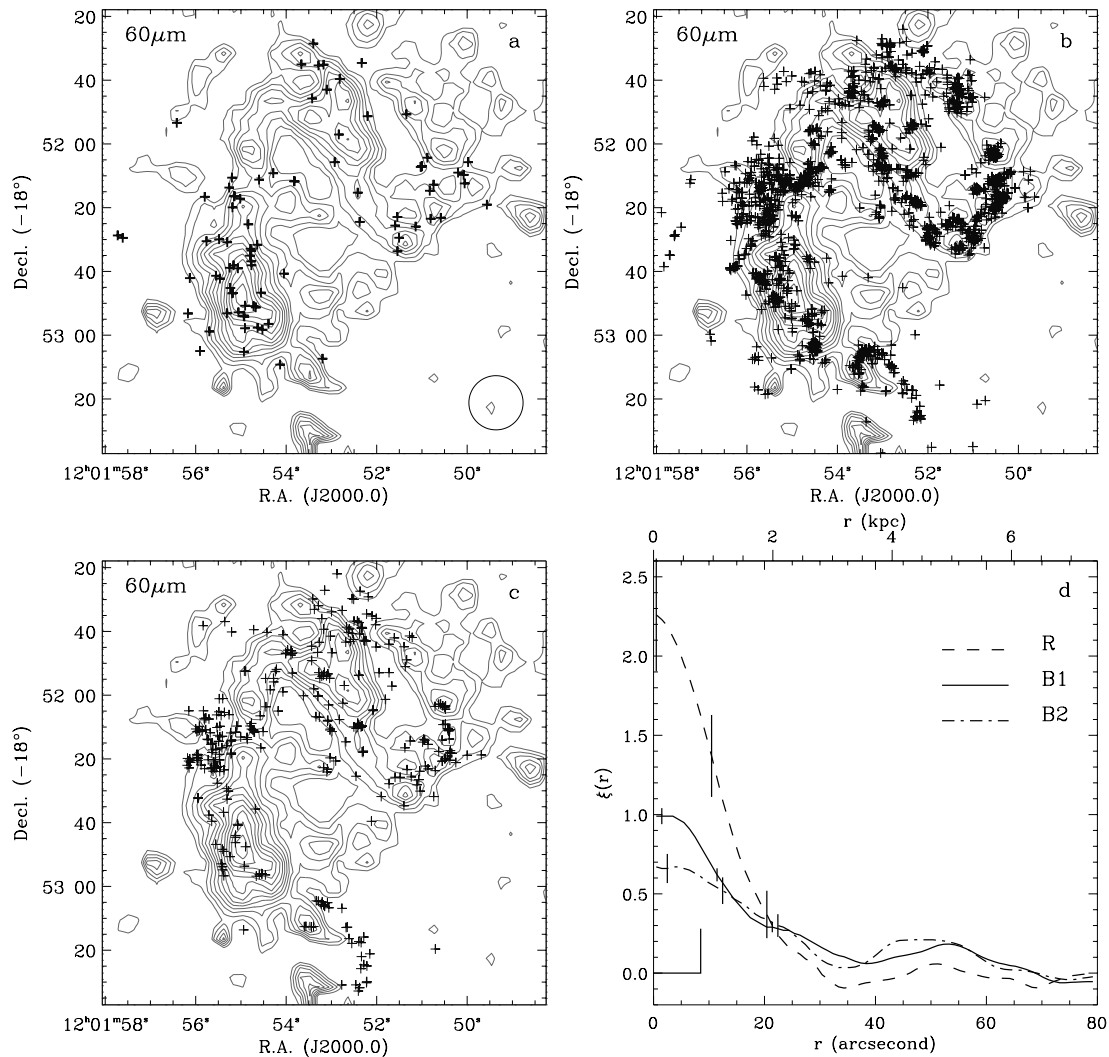 60μm
a
20
40
52 00
20
40
53 00
20
Decl. (−18°)
12ʰ01ᵐ58ˢ
56ˢ
54ˢ
52ˢ
50ˢ
R.A. (J2000.0)
60μm
b
20
40
52 00
20
40
53 00
20
Decl. (−18°)
12ʰ01ᵐ58ˢ
56ˢ
54ˢ
52ˢ
50ˢ
R.A. (J2000.0)
60μm
c
20
40
52 00
20
40
53 00
20
Decl. (−18°)
12ʰ01ᵐ58ˢ
56ˢ
54ˢ
52ˢ
50ˢ
R.A. (J2000.0)
r (kpc)
0
2
4
6
d
R
B1
B2
2.5
2.0
1.5
1.0
0.5
0.0
ξ(r)
0
20
40
60
80
r (arcsecond)